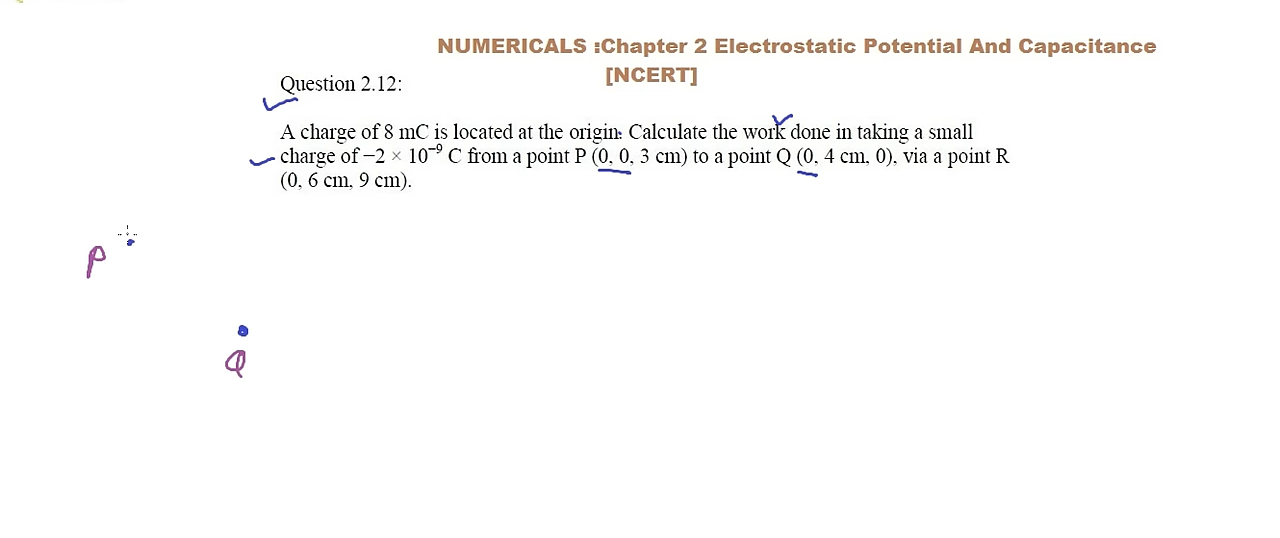 NUMERICALS :Chapter 2 Electrostatic Potential And Capacitance
[NCERT]
Question 2.12:
A charge of 8 mC is located at the origin. Calculate the work done in taking a small
charge of −2 × 10⁻⁹ C from a point P (0, 0, 3 cm) to a point Q (0, 4 cm, 0), via a point R
(0, 6 cm, 9 cm).
P
Q